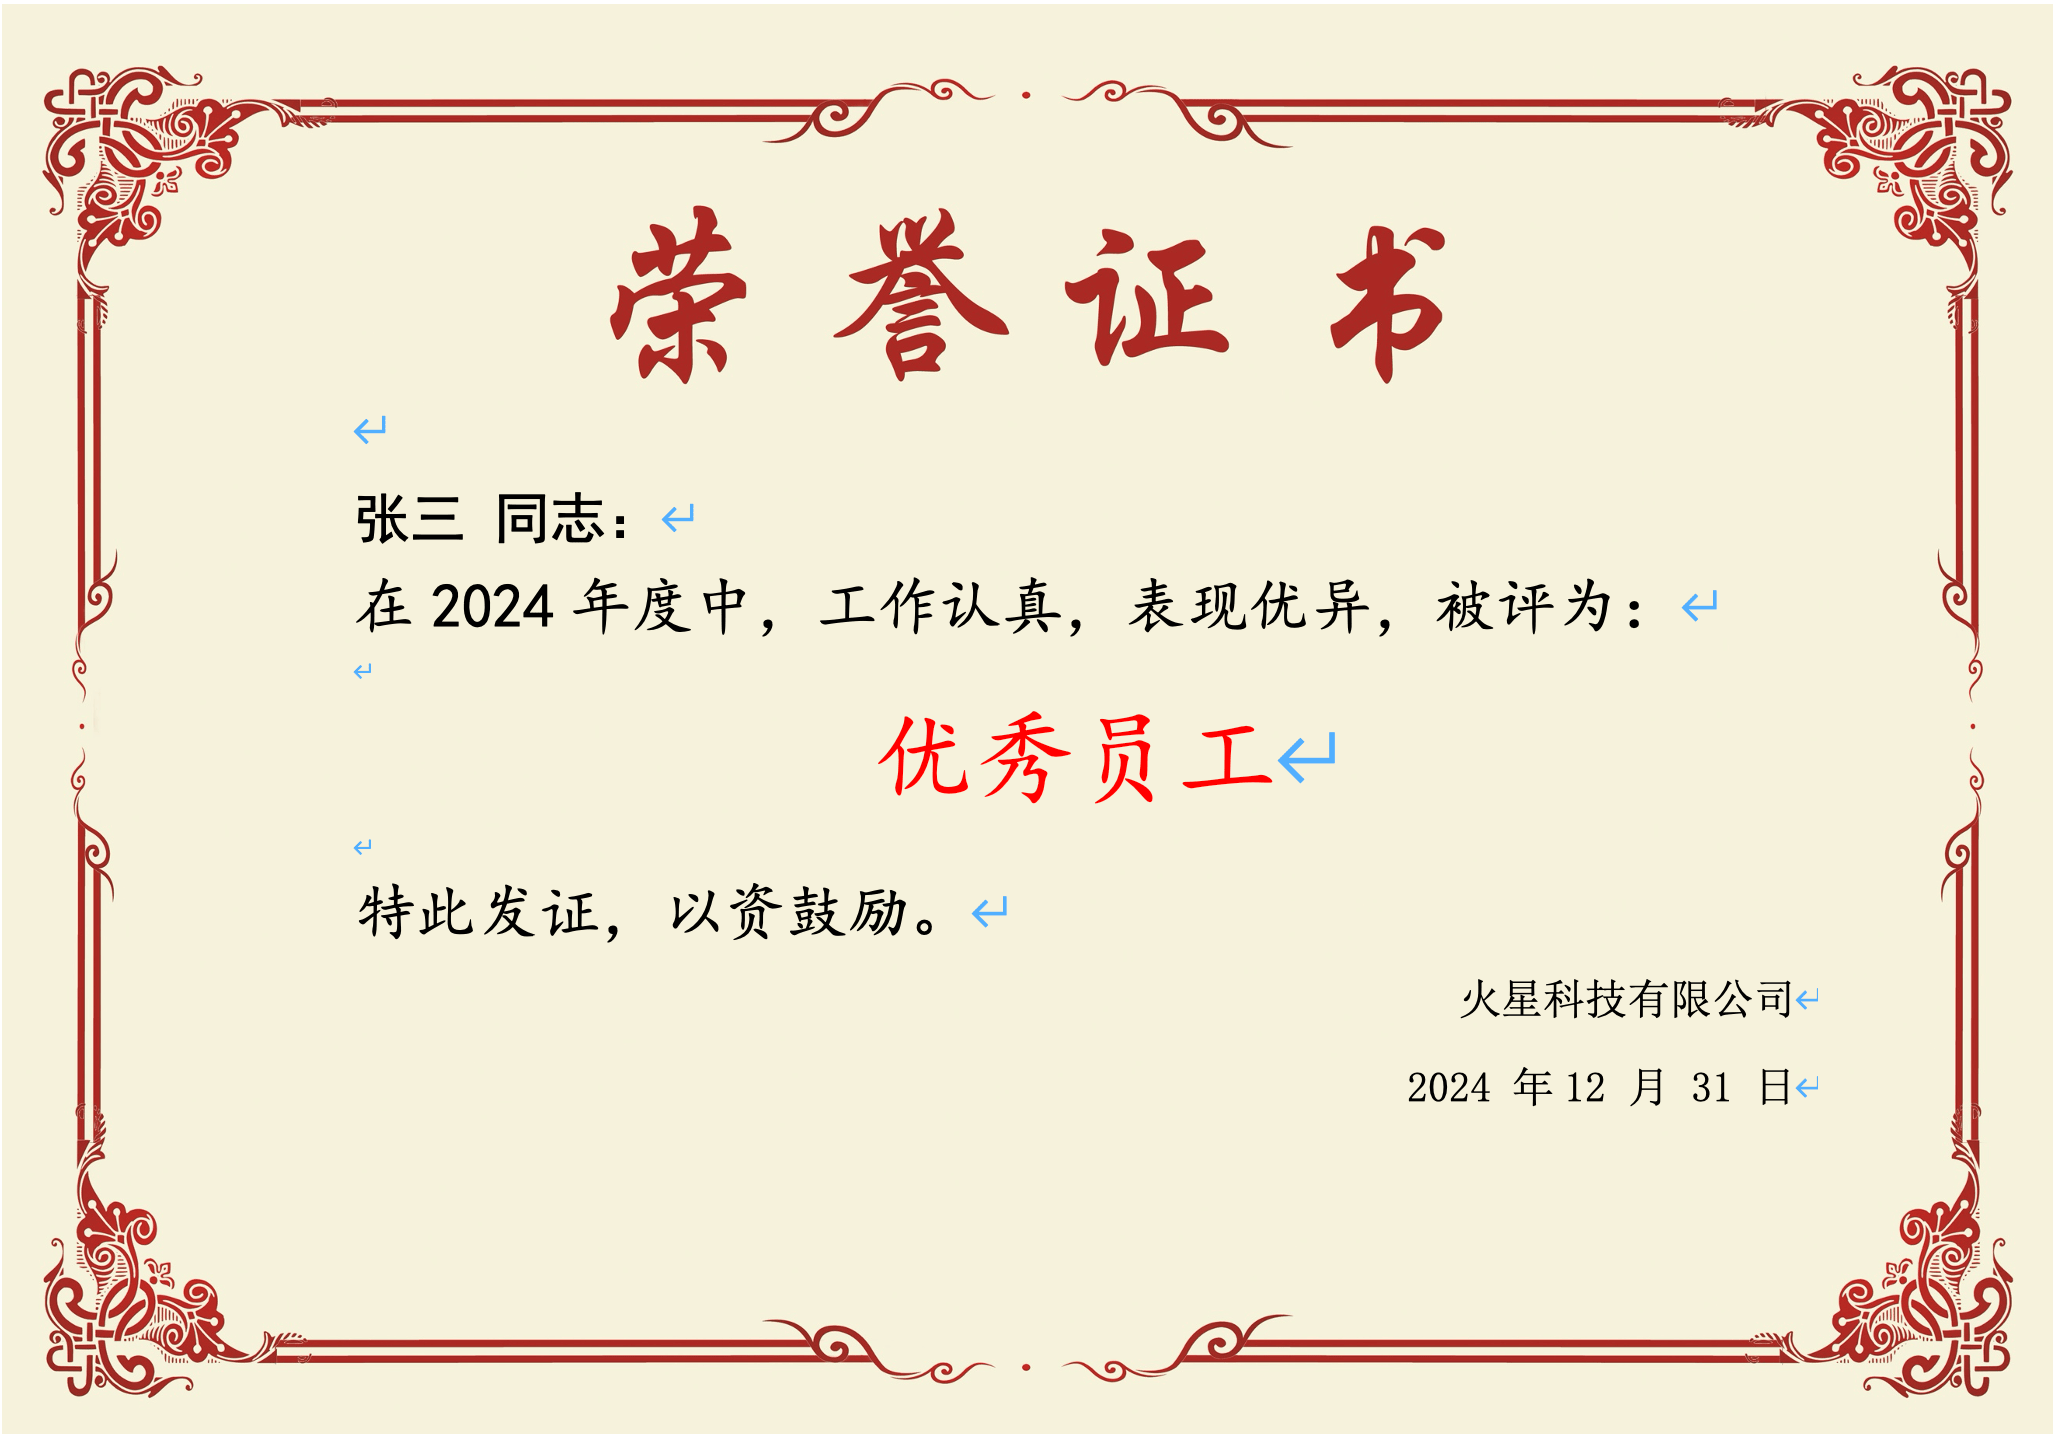 荣誉证书
张三 同志：
在 2024 年度中，工作认真，表现优异，被评为：
优秀员工
特此发证，以资鼓励。
火星科技有限公司
2024 年 12 月 31 日